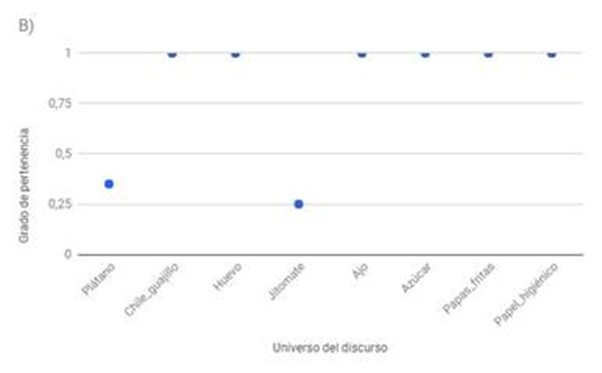 B)
1
0,75
0,5
0,25
0
Grado de pertenencia
Plátano
Chile_guajillo
Huevo
Jitomate
Ajo
Azúcar
Papas_fritas
Papel_higiénico
Universo del discurso